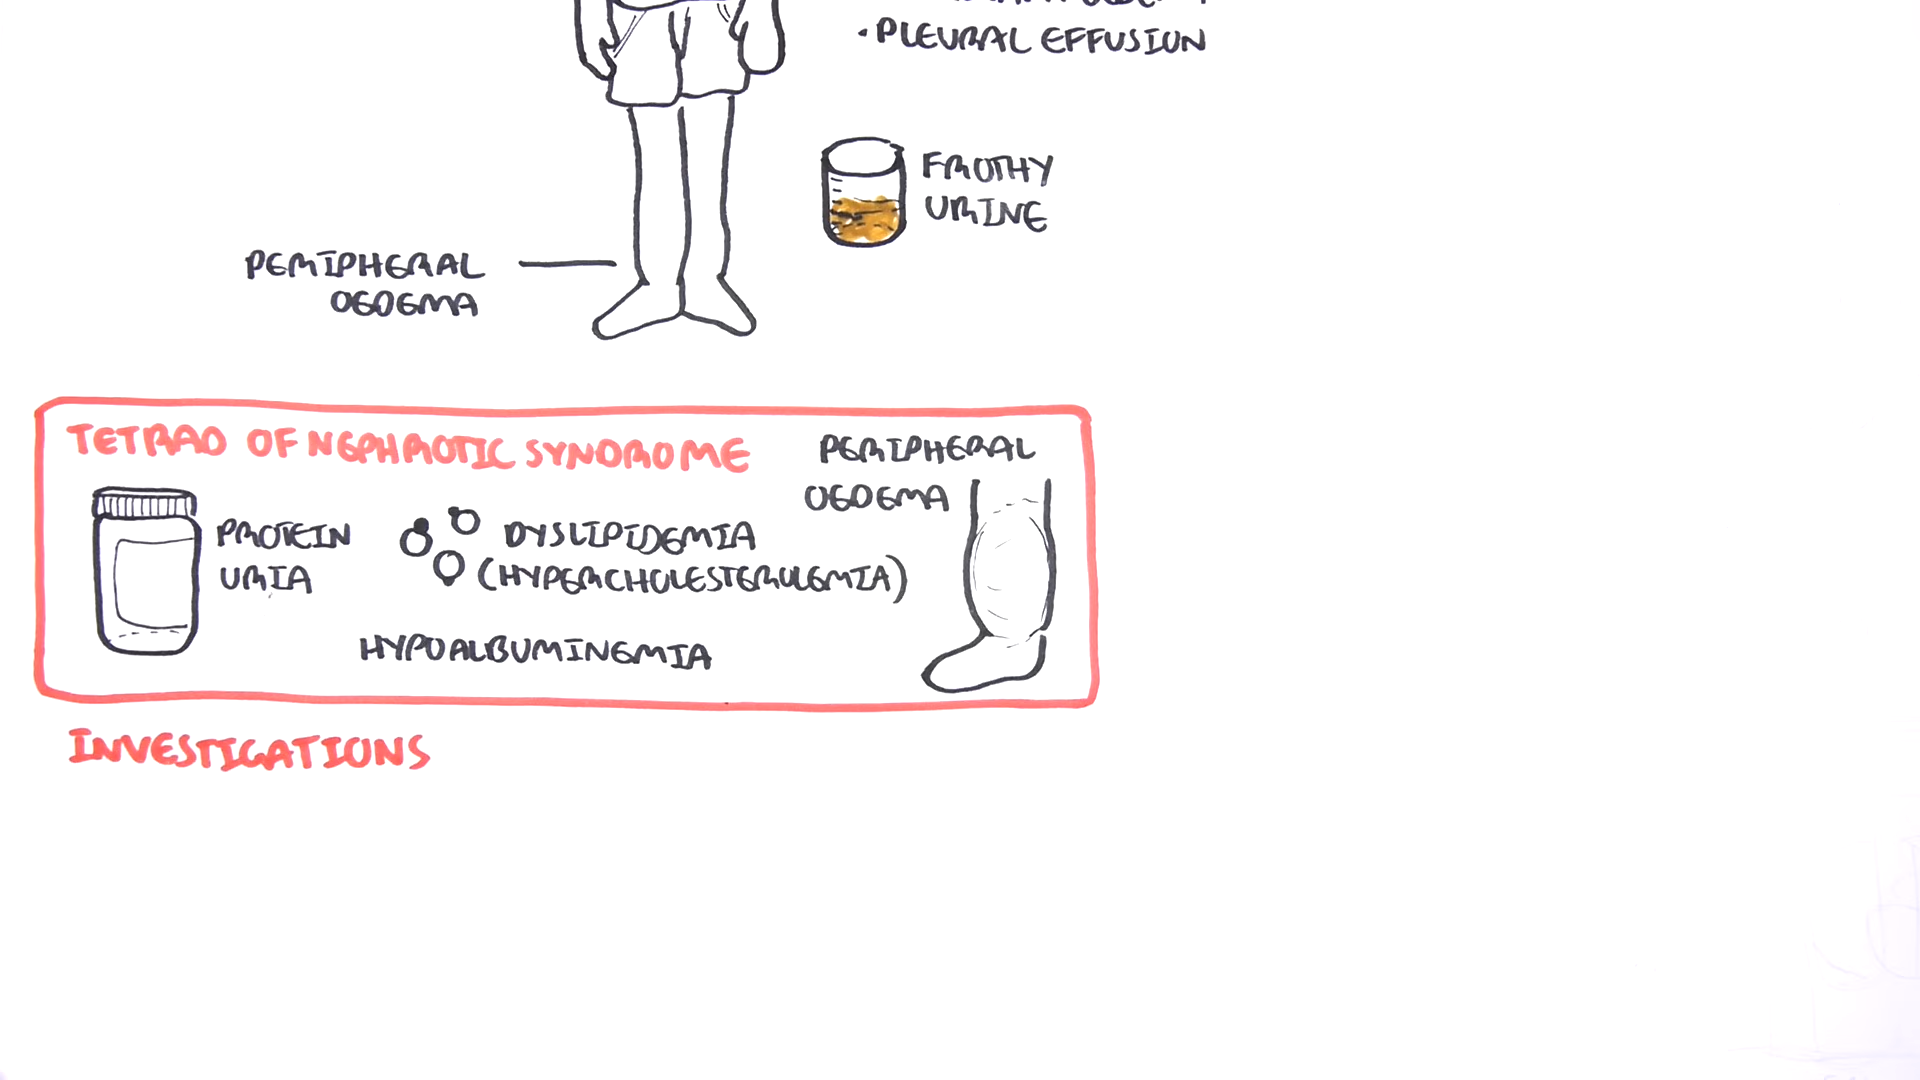 • PLEURAL EFFUSION
FROTHY
URINE
PERIPHERAL
OEDEMA
TETRAD OF NEPHROTIC SYNDROME
PERIPHERAL
OEDEMA
PROTEIN
URIA
DYSLIPIDEMIA
(HYPERCHOLESTEROLEMIA)
HYPOALBUMINEMIA
INVESTIGATIONS